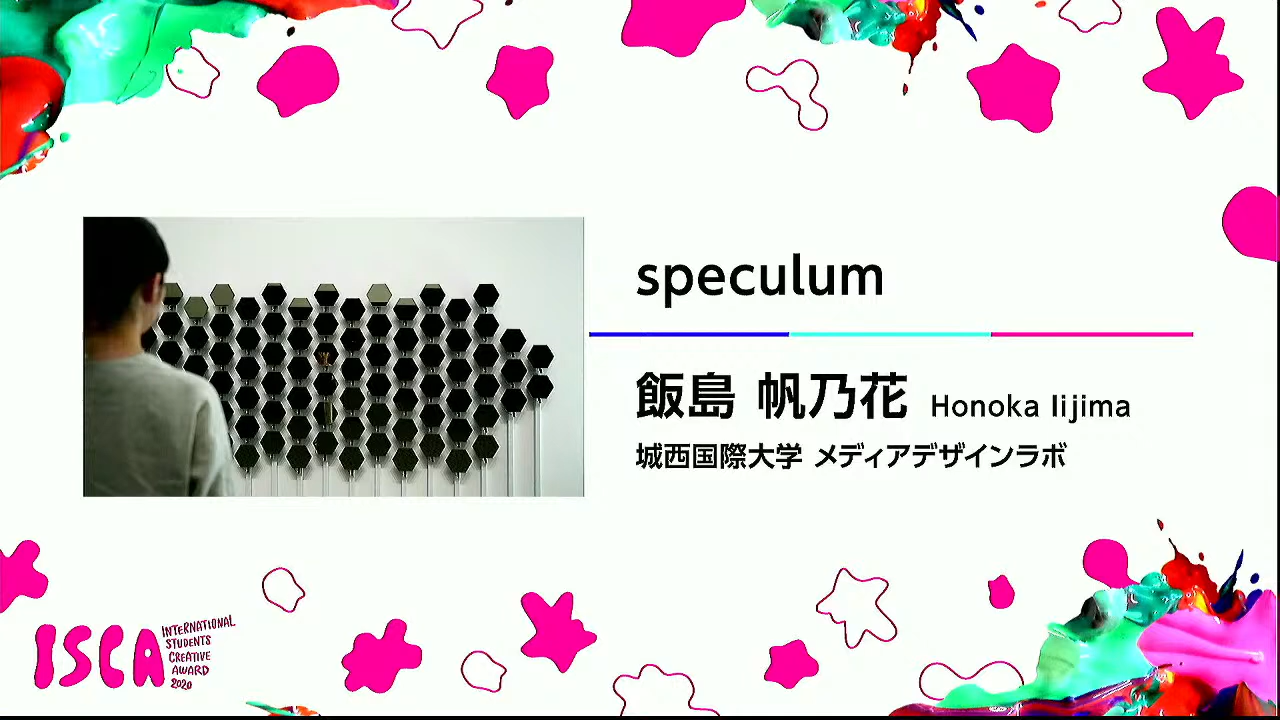 speculum
飯島 帆乃花 Honoka Iijima
城西国際大学 メディアデザインラボ
ISCA
INTERNATIONAL
STUDENTS
CREATIVE
AWARD
2020